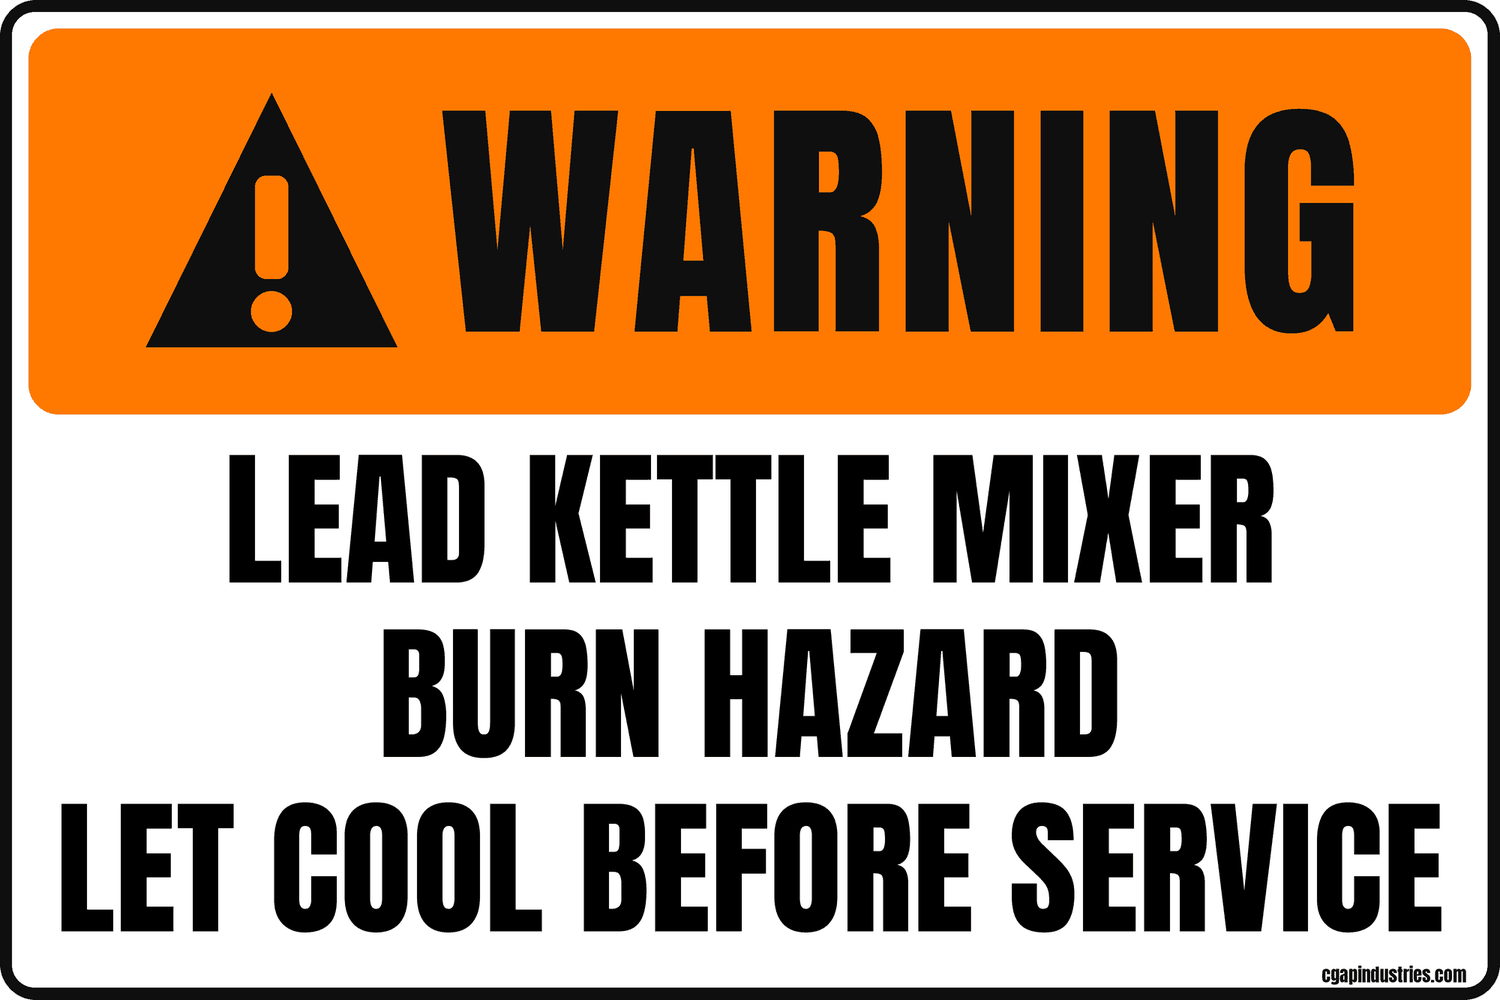 WARNING
LEAD KETTLE MIXER
BURN HAZARD
LET COOL BEFORE SERVICE
cgapindustries.com